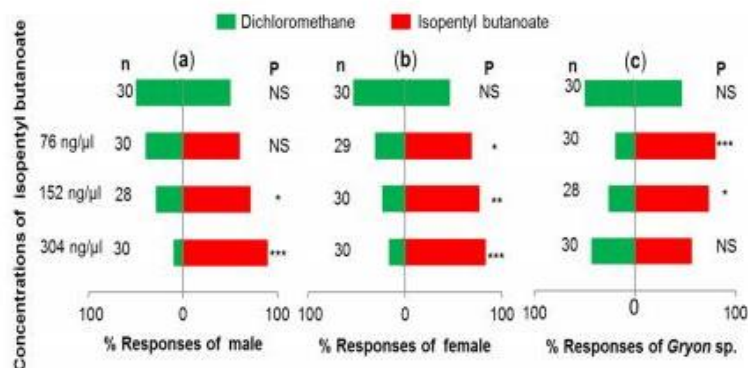 Dichloromethane Isopentyl butanoate
n (a) P n (b) P n (c) P
30 NS 30 NS 30 NS
76 ng/µl 30 NS 29 * 30 ***
152 ng/µl 28 * 30 ** 28 *
304 ng/µl 30 *** 30 *** 30 NS
100 0 100 100 0 100 100 0 100
% Responses of male % Responses of female % Responses of Gryon sp.
Concentrations of Isopentyl butanoate